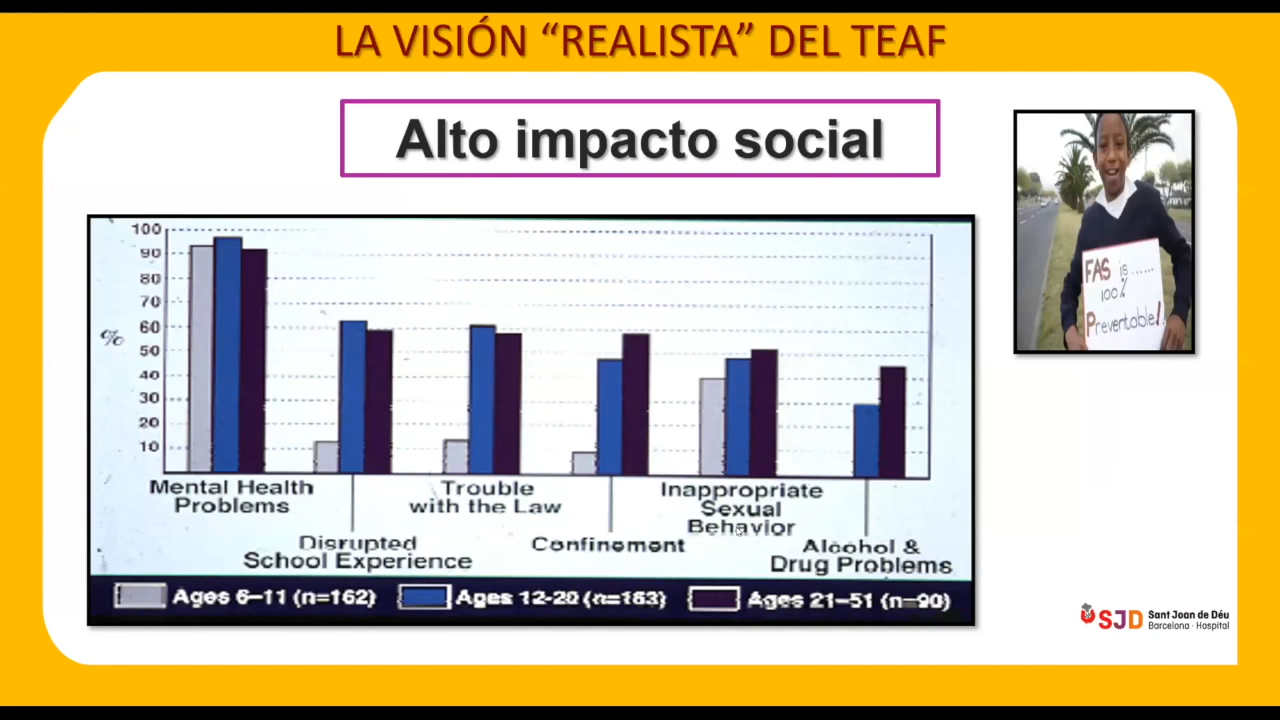 LA VISIÓN “REALISTA” DEL TEAF
Alto impacto social
FAS is......
100%
Preventable!
100
90
80
70
60
50
40
30
20
10
%
Mental Health
Problems
Disrupted
School Experience
Trouble
with the Law
Confinement
Inappropriate
Sexual
Behavior
Alcohol &
Drug Problems
Ages 6–11 (n=162)
Ages 12-20 (n=163)
Ages 21–51 (n=90)
SJD
Sant Joan de Déu
Barcelona · Hospital